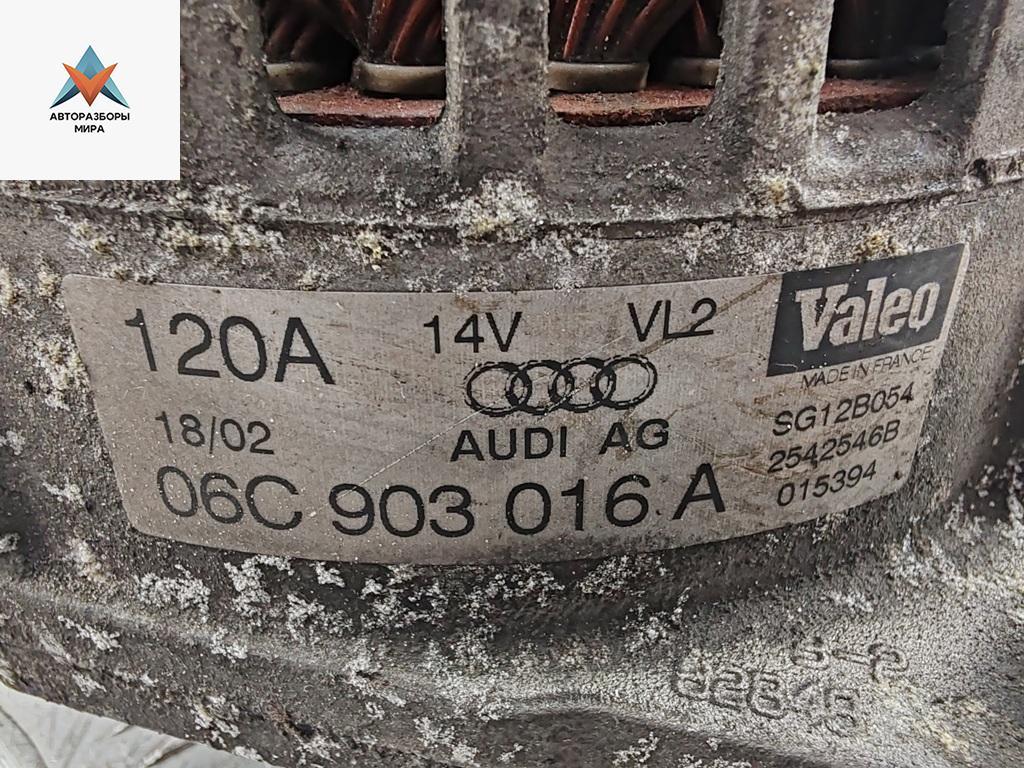 АВТОРАЗБОРЫ
МИРА
120A 14V VL2 Valeo
MADE IN FRANCE
18/02 AUDI AG SG12B054
2542546B
06C 903 016 A 015394